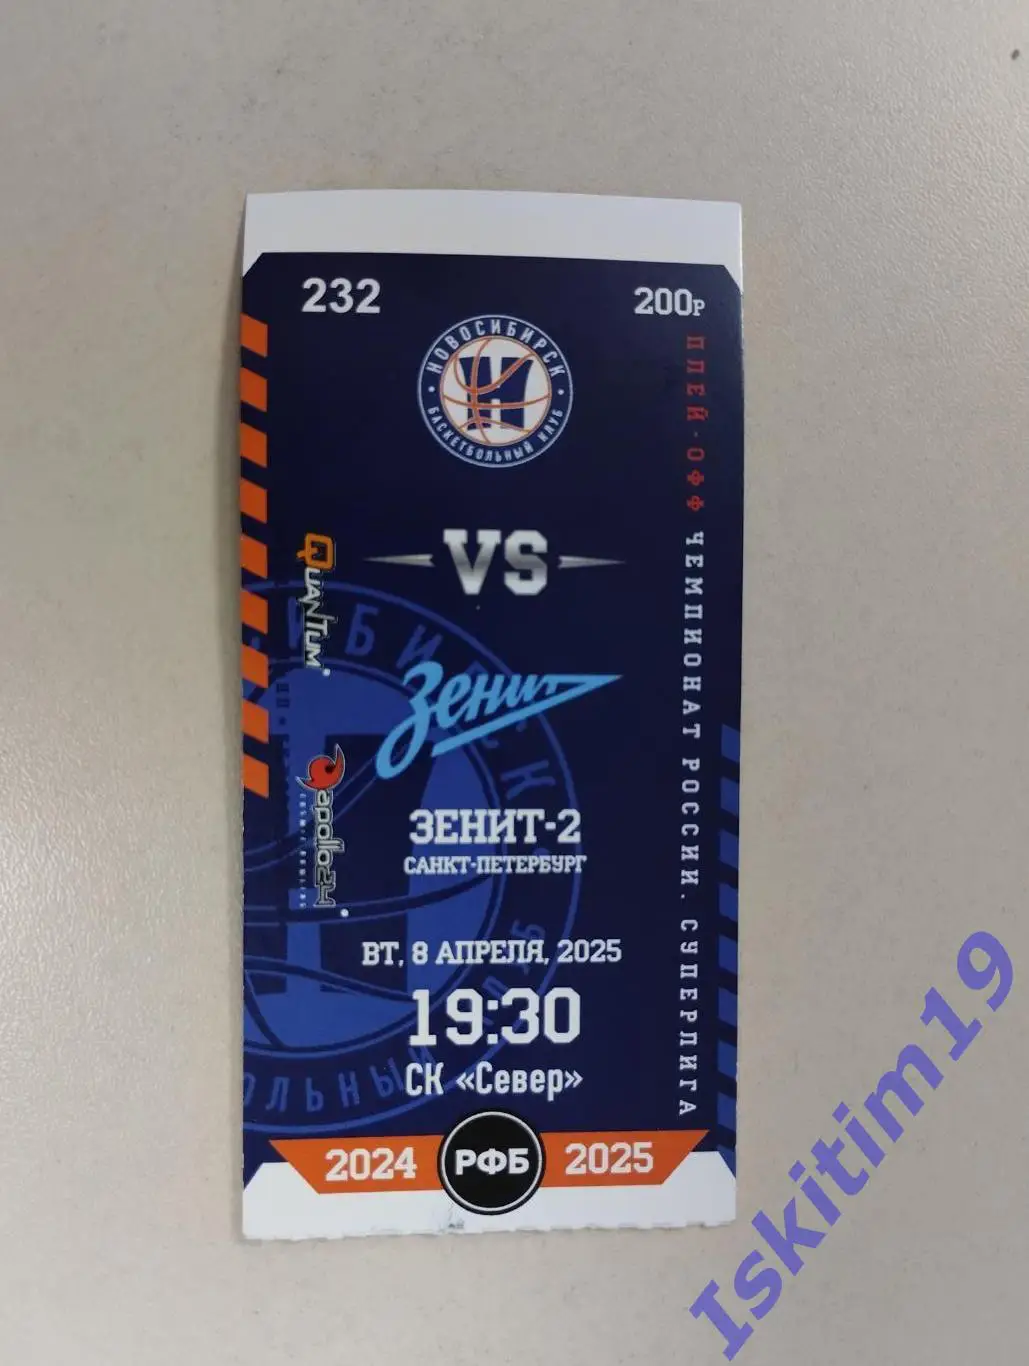 232
200Р
НОВОСИБИРСК
БАСКЕТБОЛЬНЫЙ КЛУБ
Н
VS
Зенит
ЗЕНИТ-2
САНКТ-ПЕТЕРБУРГ
ВТ, 8 АПРЕЛЯ, 2025
19:30
СК «Север»
2024 РФБ 2025
QUANTUM
apollo24
ПЛЕЙ-ОФФ ЧЕМПИОНАТ РОССИИ. СУПЕРЛИГА
Iskitim19